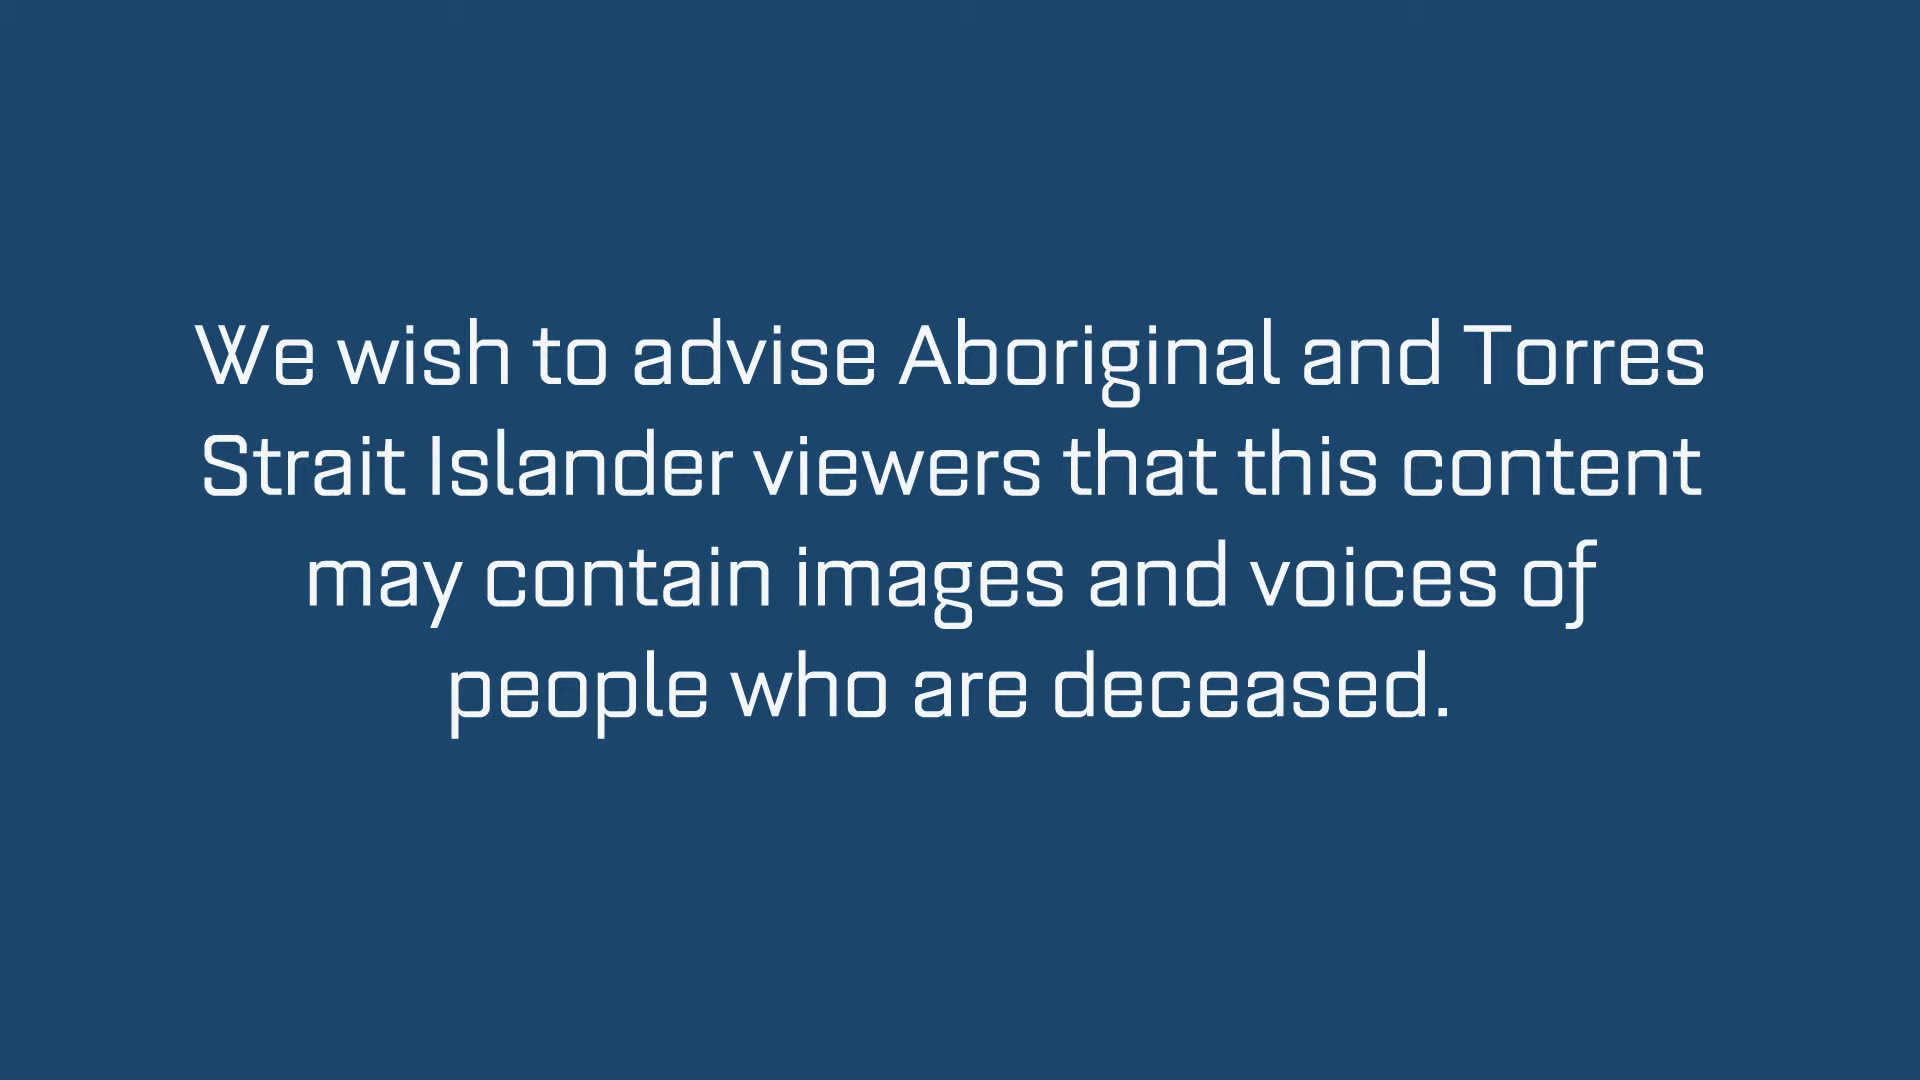 We wish to advise Aboriginal and Torres
Strait Islander viewers that this content
may contain images and voices of
people who are deceased.